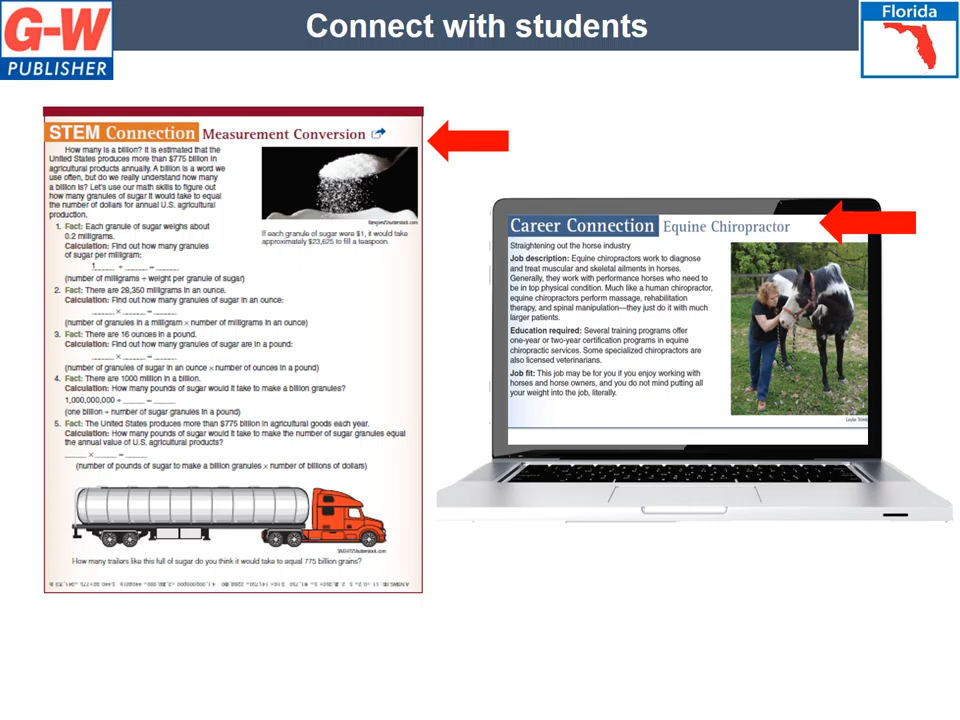 G-W
PUBLISHER
Connect with students
Florida
STEM Connection Measurement Conversion
How many is a billion? It is estimated that the
United States produces more than $775 billion in
agricultural products annually. A billion is a word we
use often, but do we really understand how many
a billion is? Let's use our math skills to figure out
how many granules of sugar it would take to equal
the number of dollars for annual U.S. agricultural
production.
If each granule of sugar were $1, it would take
approximately $23,625 to fill a teaspoon.
1. Fact: Each granule of sugar weighs about
0.2 milligrams.
Calculation: Find out how many granules
of sugar per milligram:
1 ÷ =
(number of milligrams ÷ weight per granule of sugar)
2. Fact: There are 28,350 milligrams in an ounce.
Calculation: Find out how many granules of sugar in an ounce:
× =
(number of granules in a milligram × number of milligrams in an ounce)
3. Fact: There are 16 ounces in a pound.
Calculation: Find out how many granules of sugar are in a pound:
× =
(number of granules of sugar in an ounce × number of ounces in a pound)
4. Fact: There are 1000 million in a billion.
Calculation: How many pounds of sugar would it take to make a billion granules?
1,000,000,000 ÷ =
(one billion ÷ number of sugar granules in a pound)
5. Fact: The United States produces more than $775 billion in agricultural goods each year.
Calculation: How many pounds of sugar would it take to make the number of sugar granules equal
the annual value of U.S. agricultural products?
× =
(number of pounds of sugar to make a billion granules × number of billions of dollars)
How many trailers like this full of sugar do you think it would take to equal 775 billion grains?
Career Connection Equine Chiropractor
Straightening out the horse industry
Job description: Equine chiropractors work to diagnose
and treat muscular and skeletal ailments in horses.
Generally, they work with performance horses who need to
be in top physical condition. Much like a human chiropractor,
equine chiropractors perform massage, rehabilitation
therapy, and spinal manipulation—they just do it with much
larger patients.
Education required: Several training programs offer
one-year or two-year certification programs in equine
chiropractic services. Some specialized chiropractors are
also licensed veterinarians.
Job fit: This job may be for you if you enjoy working with
horses and horse owners, and you do not mind putting all
your weight into the job, literally.